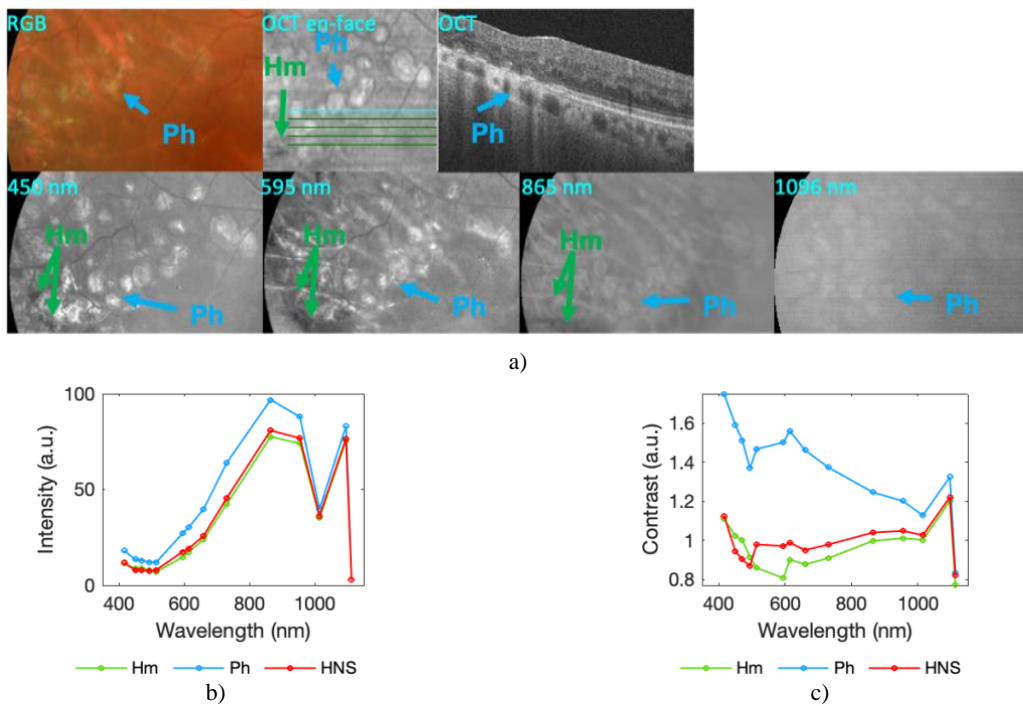 RGB
OCT en-face
OCT
Ph
Hm
Ph
Ph
450 nm
595 nm
865 nm
1096 nm
Hm
Hm
Hm
Ph
Ph
Ph
Ph
a)
100
50
0
Intensity (a.u.)
400 600 800 1000
Wavelength (nm)
Hm Ph HNS
b)
1.6
1.4
1.2
1
0.8
Contrast (a.u.)
400 600 800 1000
Wavelength (nm)
Hm Ph HNS
c)